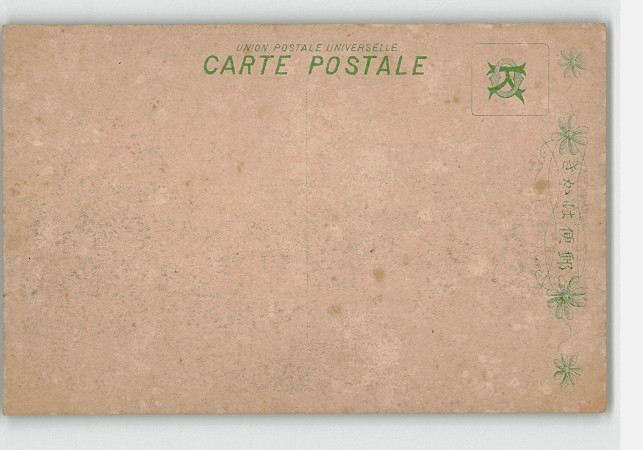 UNION POSTALE UNIVERSELLE
CARTE POSTALE
郵便はかき